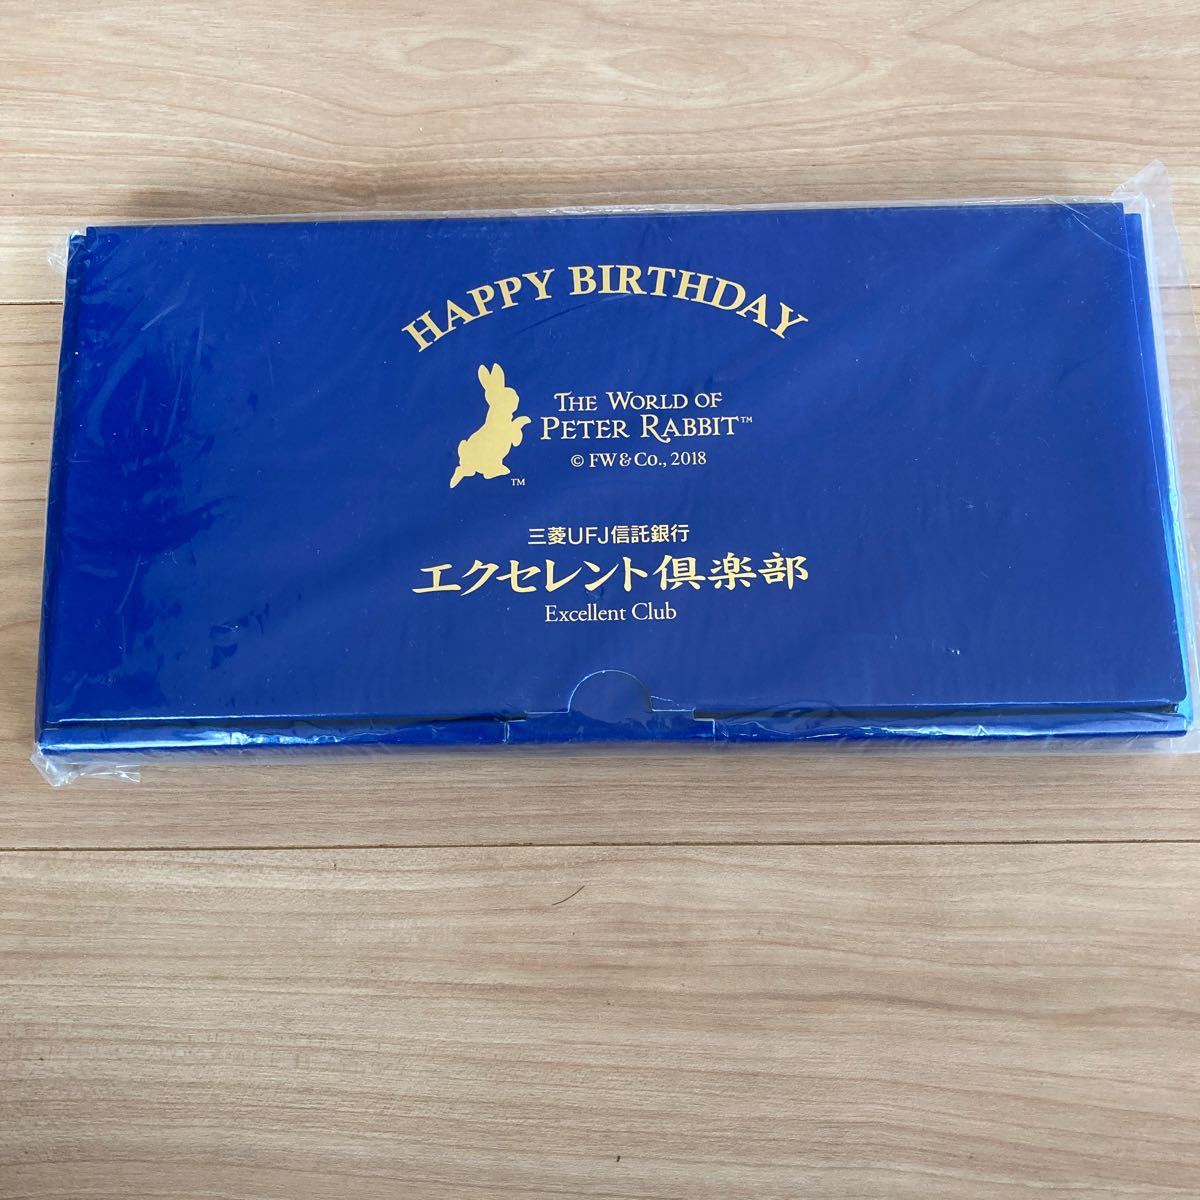 HAPPY BIRTHDAY
THE WORLD OF
PETER RABBIT™
© FW & Co., 2018
TM
三菱UFJ信託銀行
エクセレント倶楽部
Excellent Club